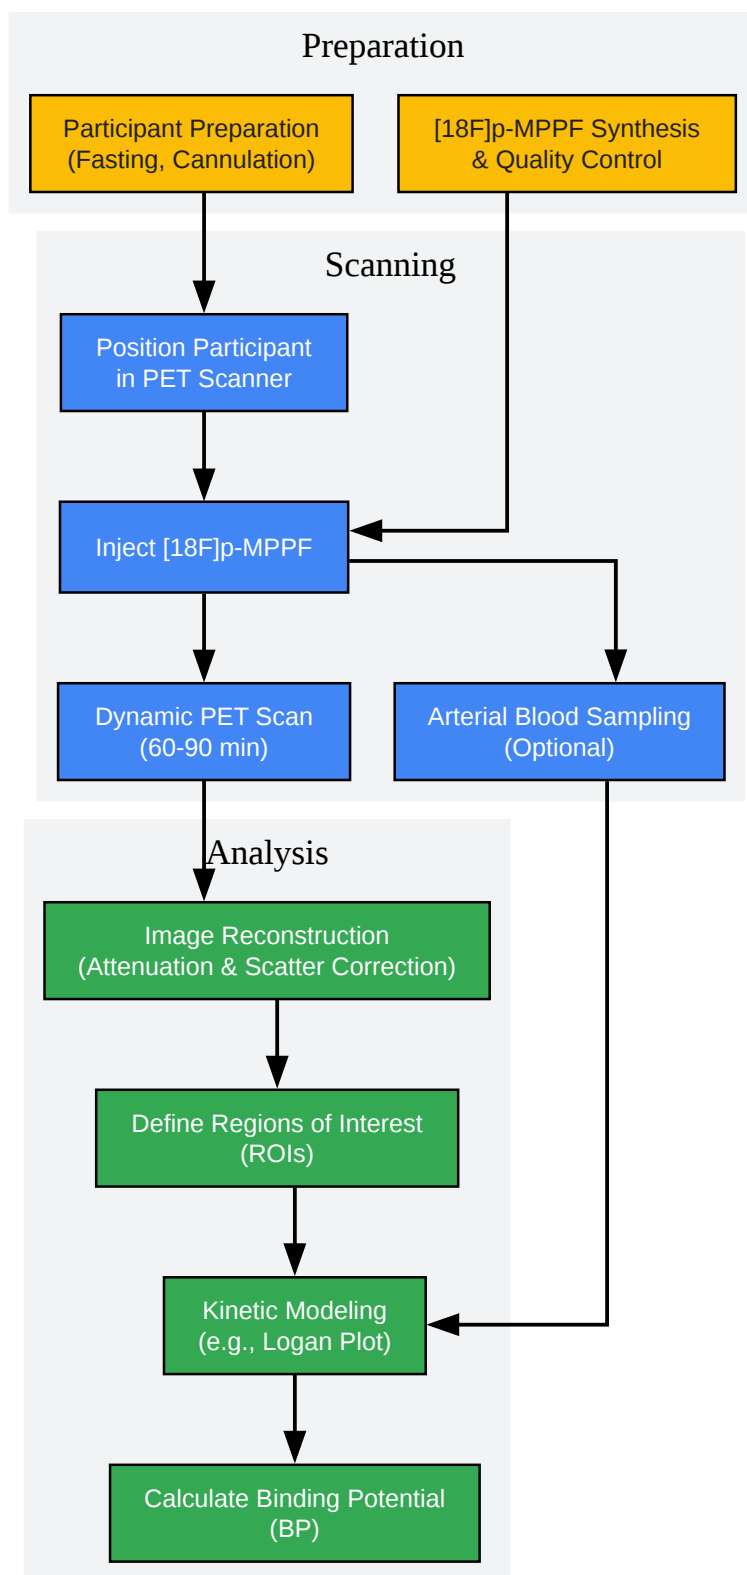 Preparation
Participant Preparation
(Fasting, Cannulation)
[18F]p-MPPF Synthesis
& Quality Control
Scanning
Position Participant
in PET Scanner
Inject [18F]p-MPPF
Dynamic PET Scan
(60-90 min)
Arterial Blood Sampling
(Optional)
Analysis
Image Reconstruction
(Attenuation & Scatter Correction)
Define Regions of Interest
(ROIs)
Kinetic Modeling
(e.g., Logan Plot)
Calculate Binding Potential
(BP)